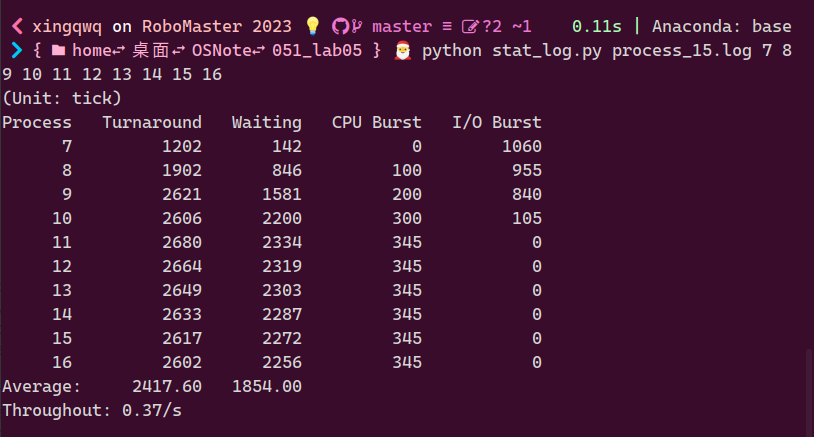 ❮ xingqwq on RoboMaster 2023 💡 master ≡ ?2 ~1 0.11s | Anaconda: base
❯ { home↩ 桌面↩ OSNote↩ 051_lab05 } 🎅 python stat_log.py process_15.log 7 8
9 10 11 12 13 14 15 16
(Unit: tick)
Process Turnaround Waiting CPU Burst I/O Burst
7 1202 142 0 1060
8 1902 846 100 955
9 2621 1581 200 840
10 2606 2200 300 105
11 2680 2334 345 0
12 2664 2319 345 0
13 2649 2303 345 0
14 2633 2287 345 0
15 2617 2272 345 0
16 2602 2256 345 0
Average: 2417.60 1854.00
Throughout: 0.37/s